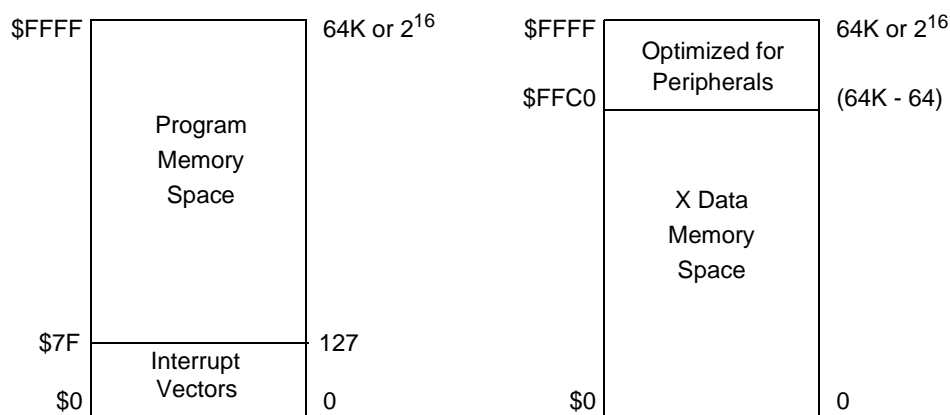 $FFFF
64K or 2^16
Program
Memory
Space
$7F
127
Interrupt
Vectors
$0
0
$FFFF
64K or 2^16
Optimized for
Peripherals
$FFC0
(64K - 64)
X Data
Memory
Space
$0
0